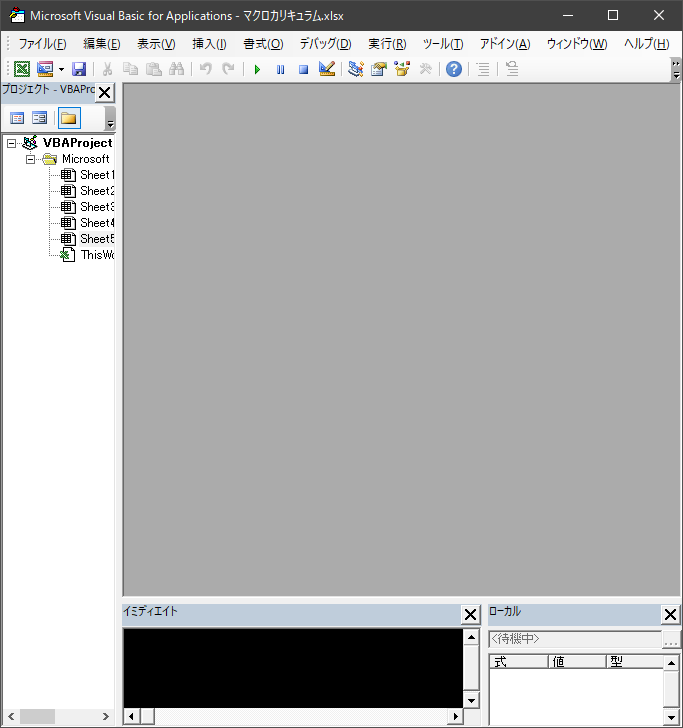 Microsoft Visual Basic for Applications - マクロカリキュラム.xlsx
ファイル(F) 編集(E) 表示(V) 挿入(I) 書式(O) デバッグ(D) 実行(R) ツール(T) アドイン(A) ウィンドウ(W) ヘルプ(H)
プロジェクト - VBAPro
VBAProject
Microsoft
Sheet1
Sheet2
Sheet3
Sheet4
Sheet5
ThisWo
イミディエイト
ローカル
<待機中>
...
式 値 型